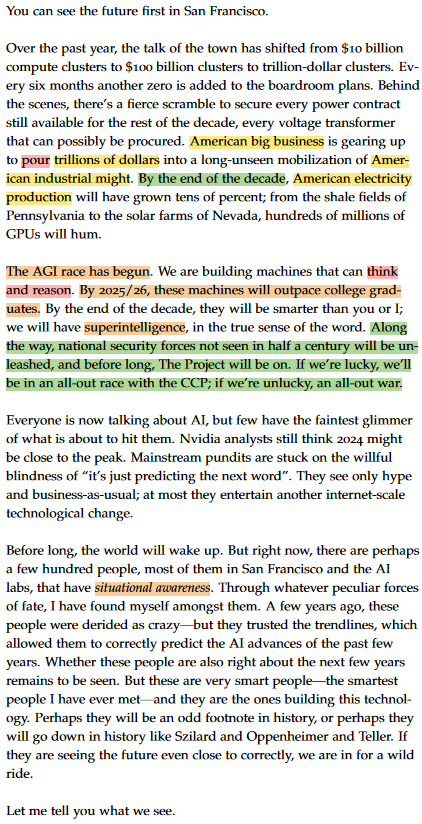 You can see the future first in San Francisco.
Over the past year, the talk of the town has shifted from $10 billion
compute clusters to $100 billion clusters to trillion-dollar clusters. Ev-
ery six months another zero is added to the boardroom plans. Behind
the scenes, there's a fierce scramble to secure every power contract
still available for the rest of the decade, every voltage transformer
that can possibly be procured. American big business is gearing up
to pour trillions of dollars into a long-unseen mobilization of Amer-
ican industrial might. By the end of the decade, American electricity
production will have grown tens of percent; from the shale fields of
Pennsylvania to the solar farms of Nevada, hundreds of millions of
GPUs will hum.
The AGI race has begun. We are building machines that can think
and reason. By 2025/26, these machines will outpace college grad-
uates. By the end of the decade, they will be smarter than you or I;
we will have superintelligence, in the true sense of the word. Along
the way, national security forces not seen in half a century will be un-
leashed, and before long, The Project will be on. If we're lucky, we'll
be in an all-out race with the CCP; if we're unlucky, an all-out war.
Everyone is now talking about AI, but few have the faintest glimmer
of what is about to hit them. Nvidia analysts still think 2024 might
be close to the peak. Mainstream pundits are stuck on the willful
blindness of "it's just predicting the next word". They see only hype
and business-as-usual; at most they entertain another internet-scale
technological change.
Before long, the world will wake up. But right now, there are perhaps
a few hundred people, most of them in San Francisco and the AI
labs, that have situational awareness. Through whatever peculiar forces
of fate, I have found myself amongst them. A few years ago, these
people were derided as crazy—but they trusted the trendlines, which
allowed them to correctly predict the AI advances of the past few
years. Whether these people are also right about the next few years
remains to be seen. But these are very smart people—the smartest
people I have ever met—and they are the ones building this technol-
ogy. Perhaps they will be an odd footnote in history, or perhaps they
will go down in history like Szilard and Oppenheimer and Teller. If
they are seeing the future even close to correctly, we are in for a wild
ride.
Let me tell you what we see.